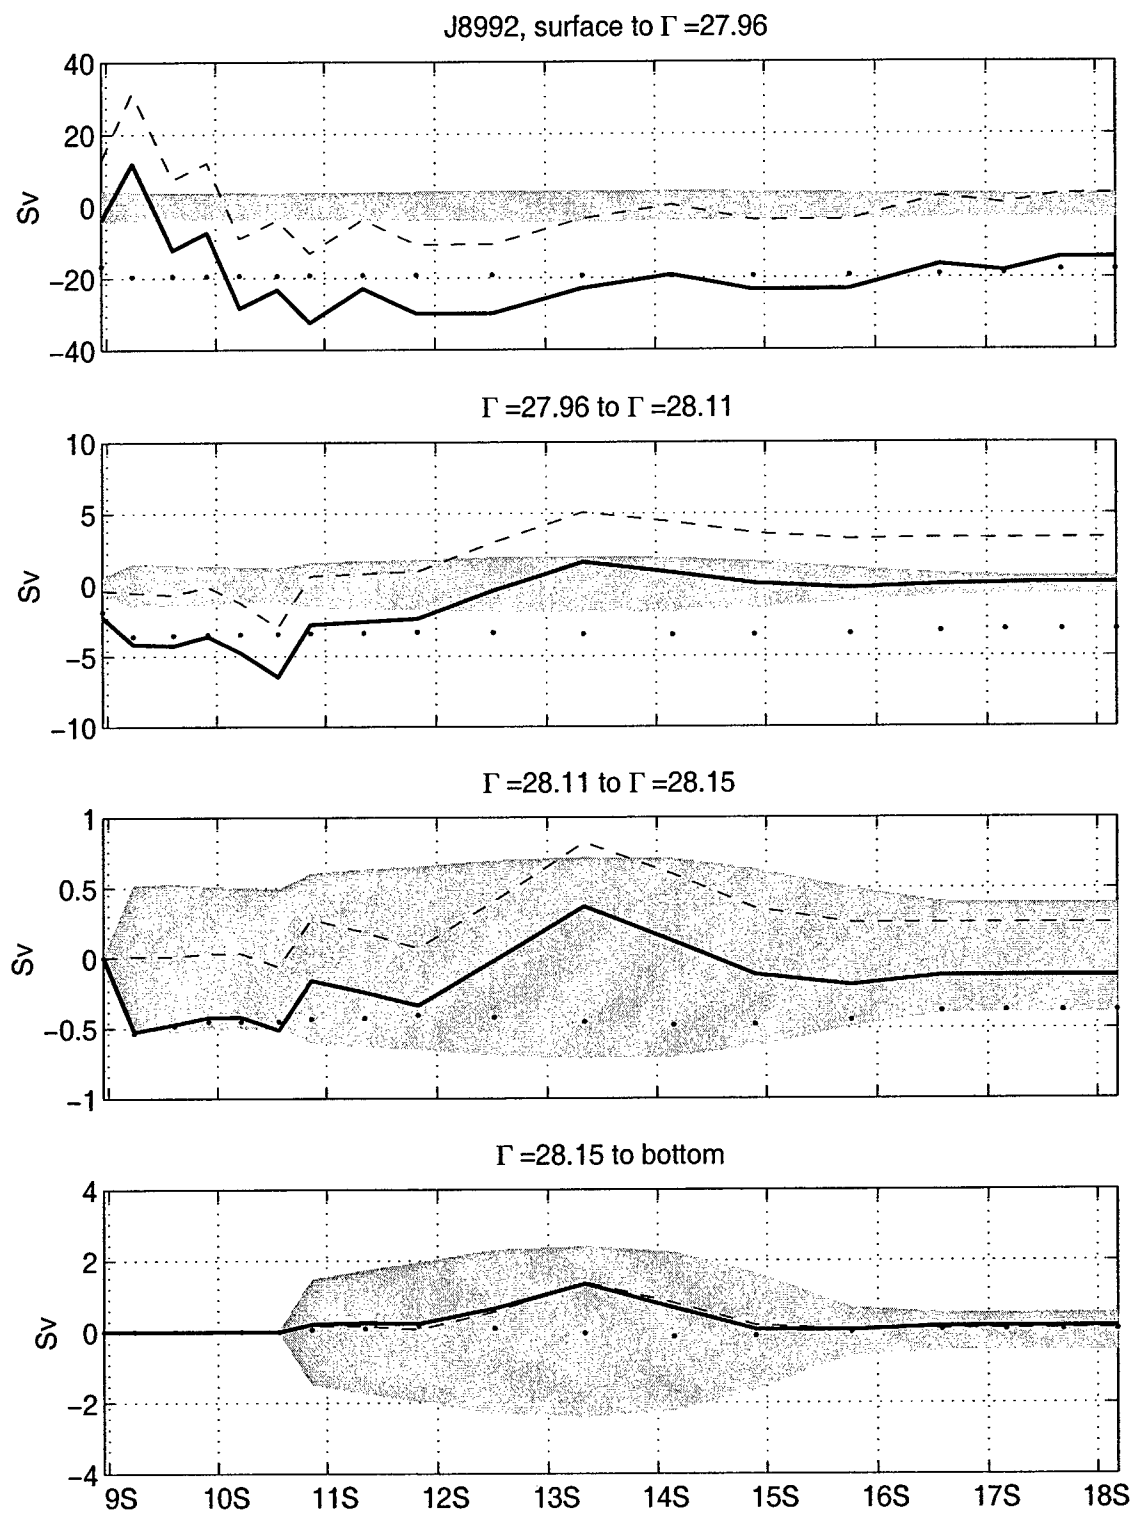 J8992, surface to Γ =27.96
40
20
0
−20
−40
Sv
Γ =27.96 to Γ =28.11
10
5
0
−5
−10
Sv
Γ =28.11 to Γ =28.15
1
0.5
0
−0.5
−1
Sv
Γ =28.15 to bottom
4
2
0
−2
−4
Sv
9S 10S 11S 12S 13S 14S 15S 16S 17S 18S